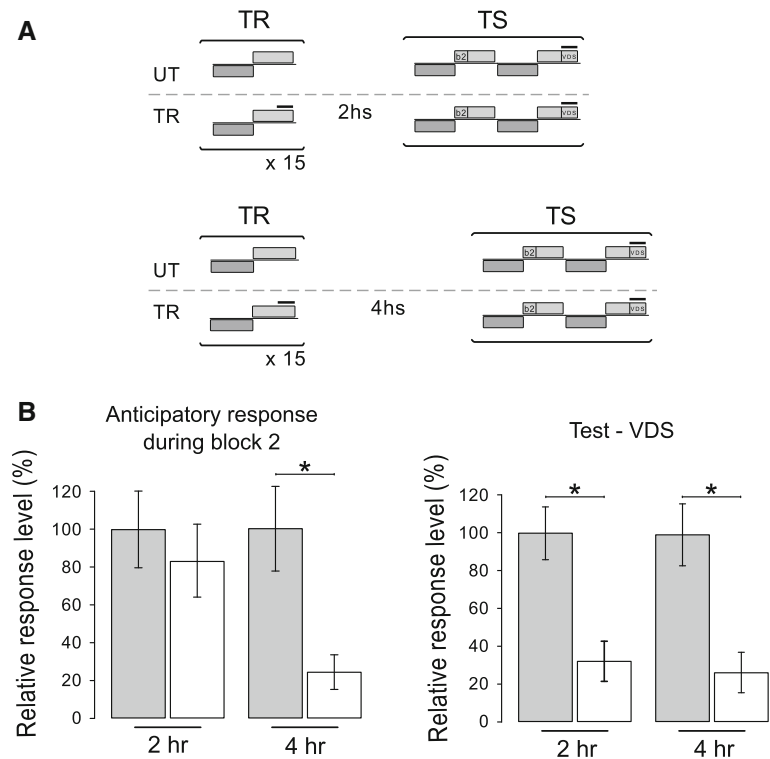 A
TR TS
UT b2 VDS
2hs
TR b2 VDS
x 15
TR TS
UT b2 VDS
4hs
TR b2 VDS
x 15
B
Anticipatory response
during block 2
Relative response level (%)
120
100
80
60
40
20
0
*
2 hr 4 hr
Test - VDS
Relative response level (%)
120
100
80
60
40
20
0
* *
2 hr 4 hr